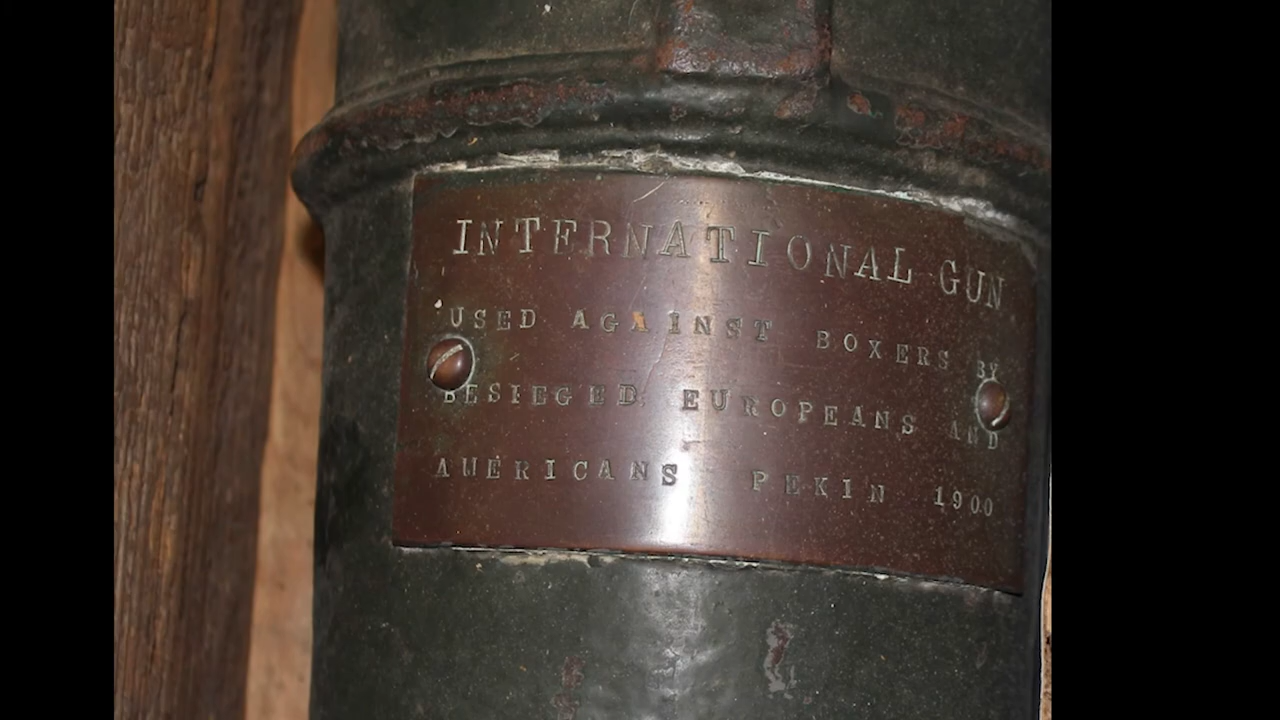 INTERNATIONAL GUN
USED AGAINST BOXERS BY
BESIEGED EUROPEANS AND
AMERICANS PEKIN 1900